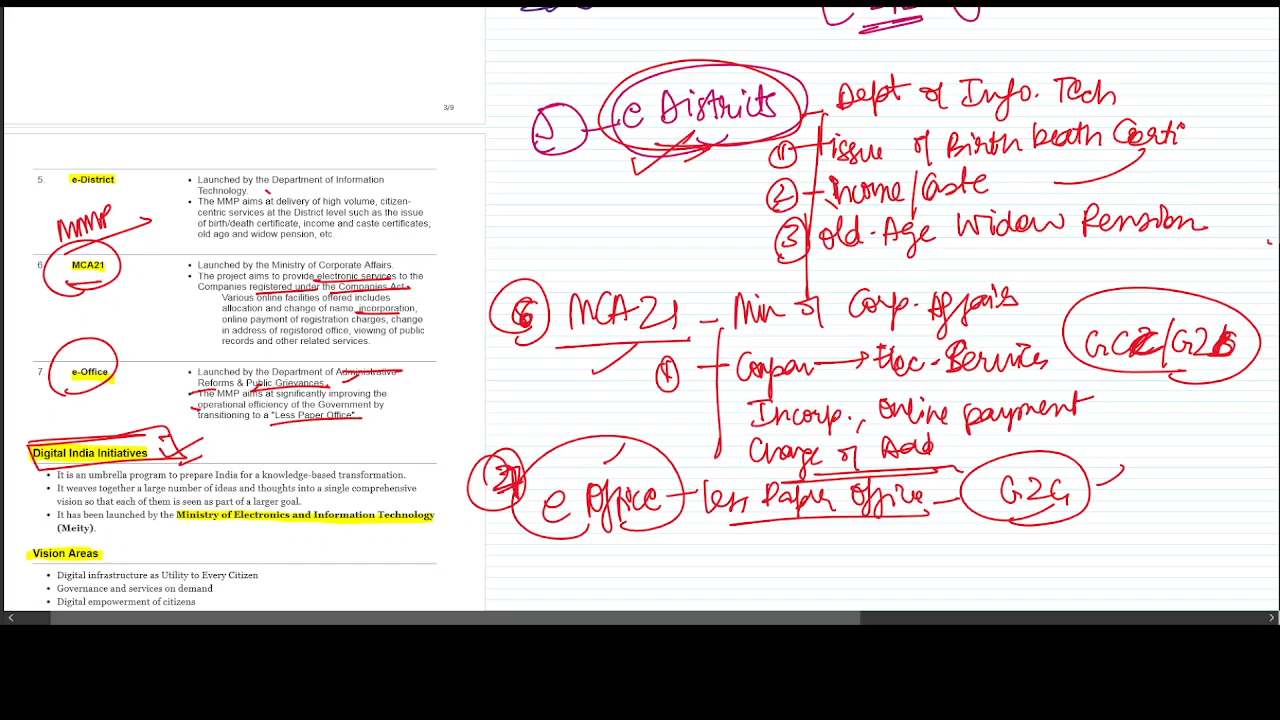 3/9
5. e-District
• Launched by the Department of Information
Technology.
• The MMP aims at delivery of high volume, citizen-
centric services at the District level such as the issue
of birth/death certificate, income and caste certificates,
old age and widow pension, etc.
MMP
6. MCA21
• Launched by the Ministry of Corporate Affairs.
• The project aims to provide electronic services to the
Companies registered under the Companies Act.
Various online facilities offered includes
allocation and change of name, incorporation,
online payment of registration charges, change
in address of registered office, viewing of public
records and other related services.
7. e-Office
• Launched by the Department of Administrative
Reforms & Public Grievances.
• The MMP aims at significantly improving the
operational efficiency of the Government by
transitioning to a "Less Paper Office".
Digital India Initiatives
• It is an umbrella program to prepare India for a knowledge-based transformation.
• It weaves together a large number of ideas and thoughts into a single comprehensive
vision so that each of them is seen as part of a larger goal.
• It has been launched by the Ministry of Electronics and Information Technology
(Meity).
Vision Areas
• Digital infrastructure as Utility to Every Citizen
• Governance and services on demand
• Digital empowerment of citizens
e Districts Dept of Info. Tech
① issue of Birth Death Certi
② Income/Caste
③ Old-Age Widow Pension
⑥ MCA21 - Min of Corp. Affairs
① Compan → Elec- Services
Incorp., Online payment
Change of Add
e Office - Less Paper Office - G2G